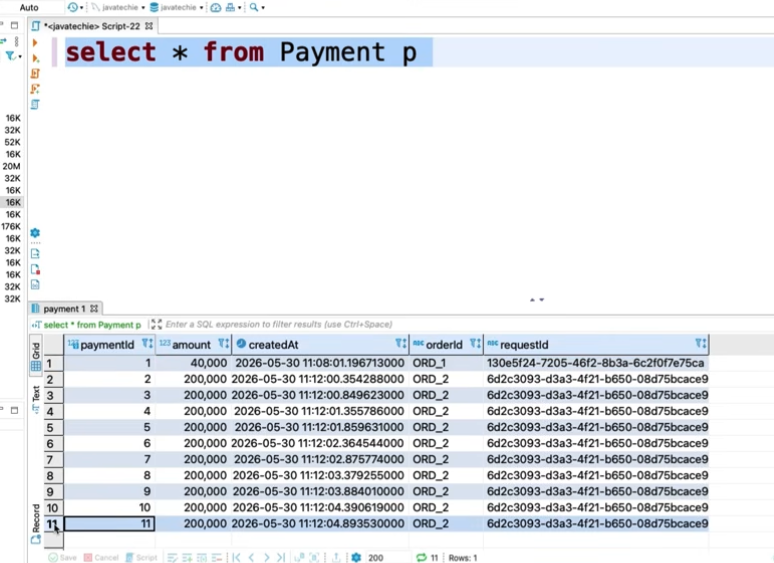 Auto javatechie javatechie
*<javatechie> Script-22
select * from Payment p
16K
32K
52K
16K
20M
32K
16K
16K
16K
176K
16K
32K
16K
16K
32K
32K
payment 1
select * from Payment p Enter a SQL expression to filter results (use Ctrl+Space)
Grid
Text
Record
123 paymentId 123 amount createdAt ABC orderId ABC requestId
1 1 40,000 2026-05-30 11:08:01.196713000 ORD_1 130e5f24-7205-46f2-8b3a-6c2f0f7e75ca
2 2 200,000 2026-05-30 11:12:00.354288000 ORD_2 6d2c3093-d3a3-4f21-b650-08d75bcace9
3 3 200,000 2026-05-30 11:12:00.849623000 ORD_2 6d2c3093-d3a3-4f21-b650-08d75bcace9
4 4 200,000 2026-05-30 11:12:01.355786000 ORD_2 6d2c3093-d3a3-4f21-b650-08d75bcace9
5 5 200,000 2026-05-30 11:12:01.859631000 ORD_2 6d2c3093-d3a3-4f21-b650-08d75bcace9
6 6 200,000 2026-05-30 11:12:02.364544000 ORD_2 6d2c3093-d3a3-4f21-b650-08d75bcace9
7 7 200,000 2026-05-30 11:12:02.875774000 ORD_2 6d2c3093-d3a3-4f21-b650-08d75bcace9
8 8 200,000 2026-05-30 11:12:03.379255000 ORD_2 6d2c3093-d3a3-4f21-b650-08d75bcace9
9 9 200,000 2026-05-30 11:12:03.884010000 ORD_2 6d2c3093-d3a3-4f21-b650-08d75bcace9
10 10 200,000 2026-05-30 11:12:04.390619000 ORD_2 6d2c3093-d3a3-4f21-b650-08d75bcace9
11 11 200,000 2026-05-30 11:12:04.893530000 ORD_2 6d2c3093-d3a3-4f21-b650-08d75bcace9
Save Cancel Script 200 11 Rows: 1